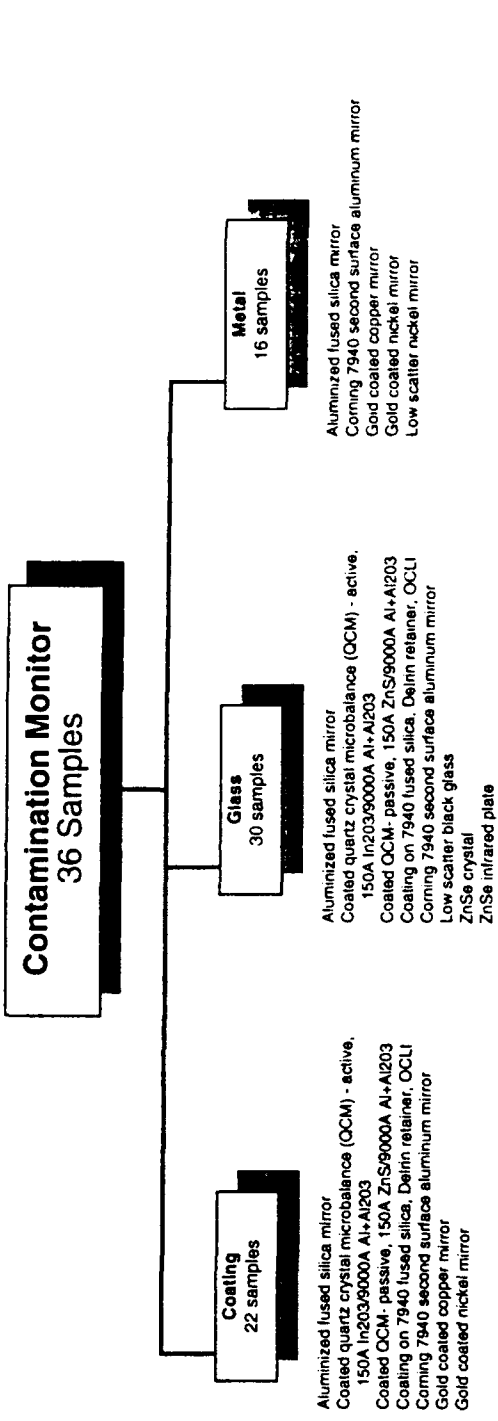 Contamination Monitor
36 Samples
Coating
22 samples
Aluminized fused silica mirror
Coated quartz crystal microbalance (QCM) - active,
150A In203/9000A Al+Al203
Coated QCM- passive, 150A ZnS/9000A Al+Al203
Coating on 7940 fused silica, Delrin retainer, OCLI
Corning 7940 second surface aluminum mirror
Gold coated copper mirror
Gold coated nickel mirror
Glass
30 samples
Aluminized fused silica mirror
Coated quartz crystal microbalance (QCM) - active,
150A In203/9000A Al+Al203
Coated QCM- passive, 150A ZnS/9000A Al+Al203
Coating on 7940 fused silica, Delrin retainer, OCLI
Corning 7940 second surface aluminum mirror
Low scatter black glass
ZnSe crystal
ZnSe infrared plate
Metal
16 samples
Aluminized fused silica mirror
Corning 7940 second surface aluminum mirror
Gold coated copper mirror
Gold coated nickel mirror
Low scatter nickel mirror